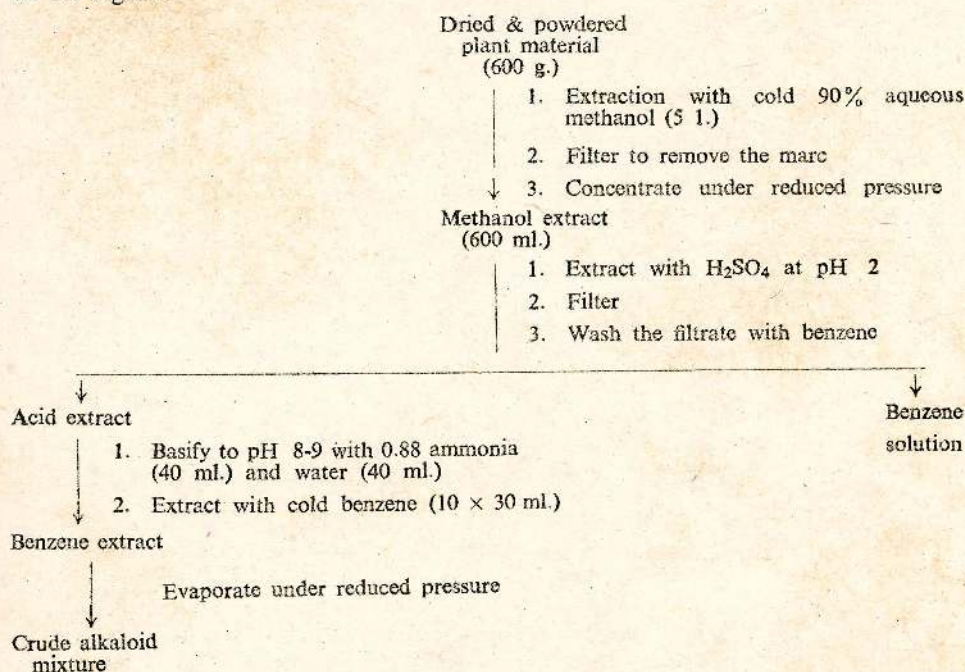 Dried & powdered
plant material
(600 g.)
1. Extraction with cold 90% aqueous
methanol (5 1.)
2. Filter to remove the marc
3. Concentrate under reduced pressure
Methanol extract
(600 ml.)
1. Extract with H₂SO₄ at pH 2
2. Filter
3. Wash the filtrate with benzene
Acid extract
1. Basify to pH 8-9 with 0.88 ammonia
(40 ml.) and water (40 ml.)
2. Extract with cold benzene (10 × 30 ml.)
Benzene extract
Evaporate under reduced pressure
Crude alkaloid
mixture
Benzene
solution